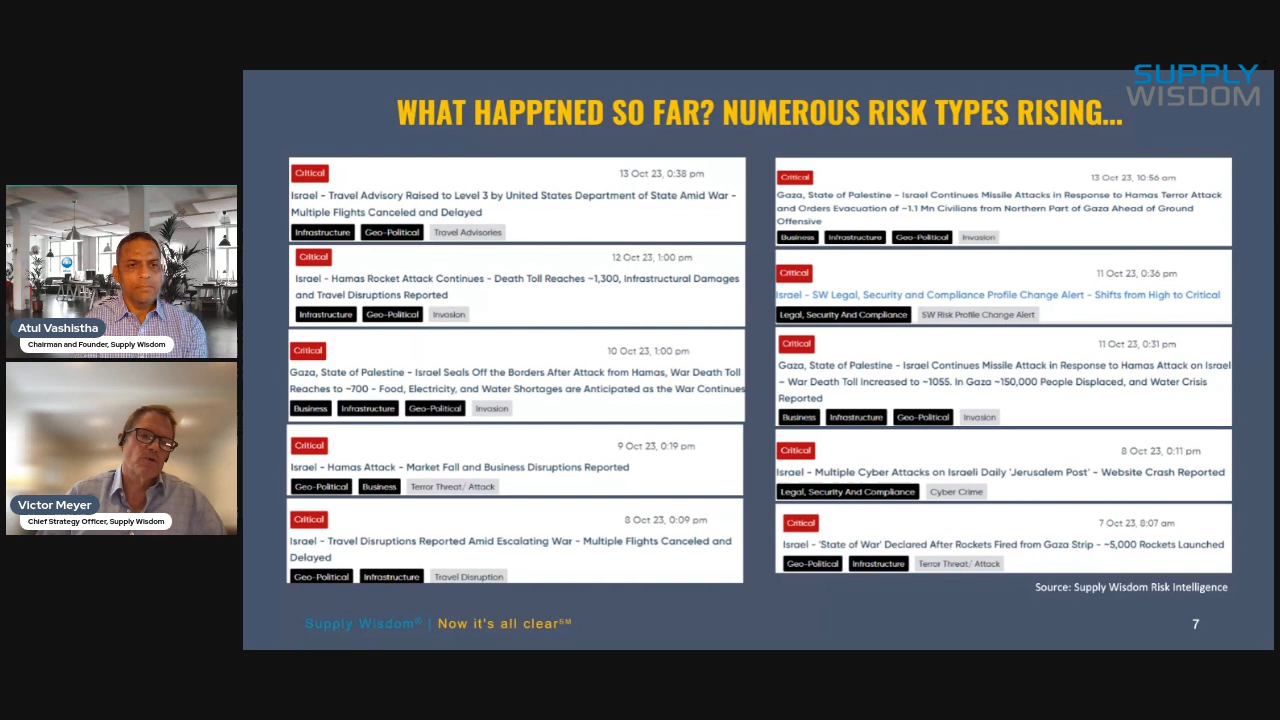 SUPPLY
WISDOM
WHAT HAPPENED SO FAR? NUMEROUS RISK TYPES RISING...
Critical
13 Oct 23, 0:38 pm
Israel - Travel Advisory Raised to Level 3 by United States Department of State Amid War -
Multiple Flights Canceled and Delayed
Infrastructure Geo-Political Travel Advisories
Critical
12 Oct 23, 1:00 pm
Israel - Hamas Rocket Attack Continues - Death Toll Reaches ~1,300, Infrastructural Damages
and Travel Disruptions Reported
Infrastructure Geo-Political Invasion
Critical
10 Oct 23, 1:00 pm
Gaza, State of Palestine - Israel Seals Off the Borders After Attack from Hamas, War Death Toll
Reaches to ~700 - Food, Electricity, and Water Shortages are Anticipated as the War Continues
Business Infrastructure Geo-Political Invasion
Critical
9 Oct 23, 0:19 pm
Israel - Hamas Attack - Market Fall and Business Disruptions Reported
Geo-Political Business Terror Threat/ Attack
Critical
8 Oct 23, 0:09 pm
Israel - Travel Disruptions Reported Amid Escalating War - Multiple Flights Canceled and
Delayed
Geo-Political Infrastructure Travel Disruption
Critical
13 Oct 23, 10:56 am
Gaza, State of Palestine - Israel Continues Missile Attacks in Response to Hamas Terror Attack
and Orders Evacuation of ~1.1 Mn Civilians from Northern Part of Gaza Ahead of Ground
Offensive
Business Infrastructure Geo-Political Invasion
Critical
11 Oct 23, 0:36 pm
Israel - SW Legal, Security and Compliance Profile Change Alert - Shifts from High to Critical
Legal, Security And Compliance SW Risk Profile Change Alert
Critical
11 Oct 23, 0:31 pm
Gaza, State of Palestine - Israel Continues Missile Attack in Response to Hamas Attack on Israel
- War Death Toll Increased to ~1055. In Gaza ~150,000 People Displaced, and Water Crisis
Reported
Business Infrastructure Geo-Political Invasion
Critical
8 Oct 23, 0:11 pm
Israel - Multiple Cyber Attacks on Israeli Daily 'Jerusalem Post' - Website Crash Reported
Legal, Security And Compliance Cyber Crime
Critical
7 Oct 23, 8:07 am
Israel - 'State of War' Declared After Rockets Fired from Gaza Strip - ~5,000 Rockets Launched
Geo-Political Infrastructure Terror Threat/ Attack
Source: Supply Wisdom Risk Intelligence
Supply Wisdom® | Now it's all clear℠
7
Atul Vashistha
Chairman and Founder, Supply Wisdom
Victor Meyer
Chief Strategy Officer, Supply Wisdom